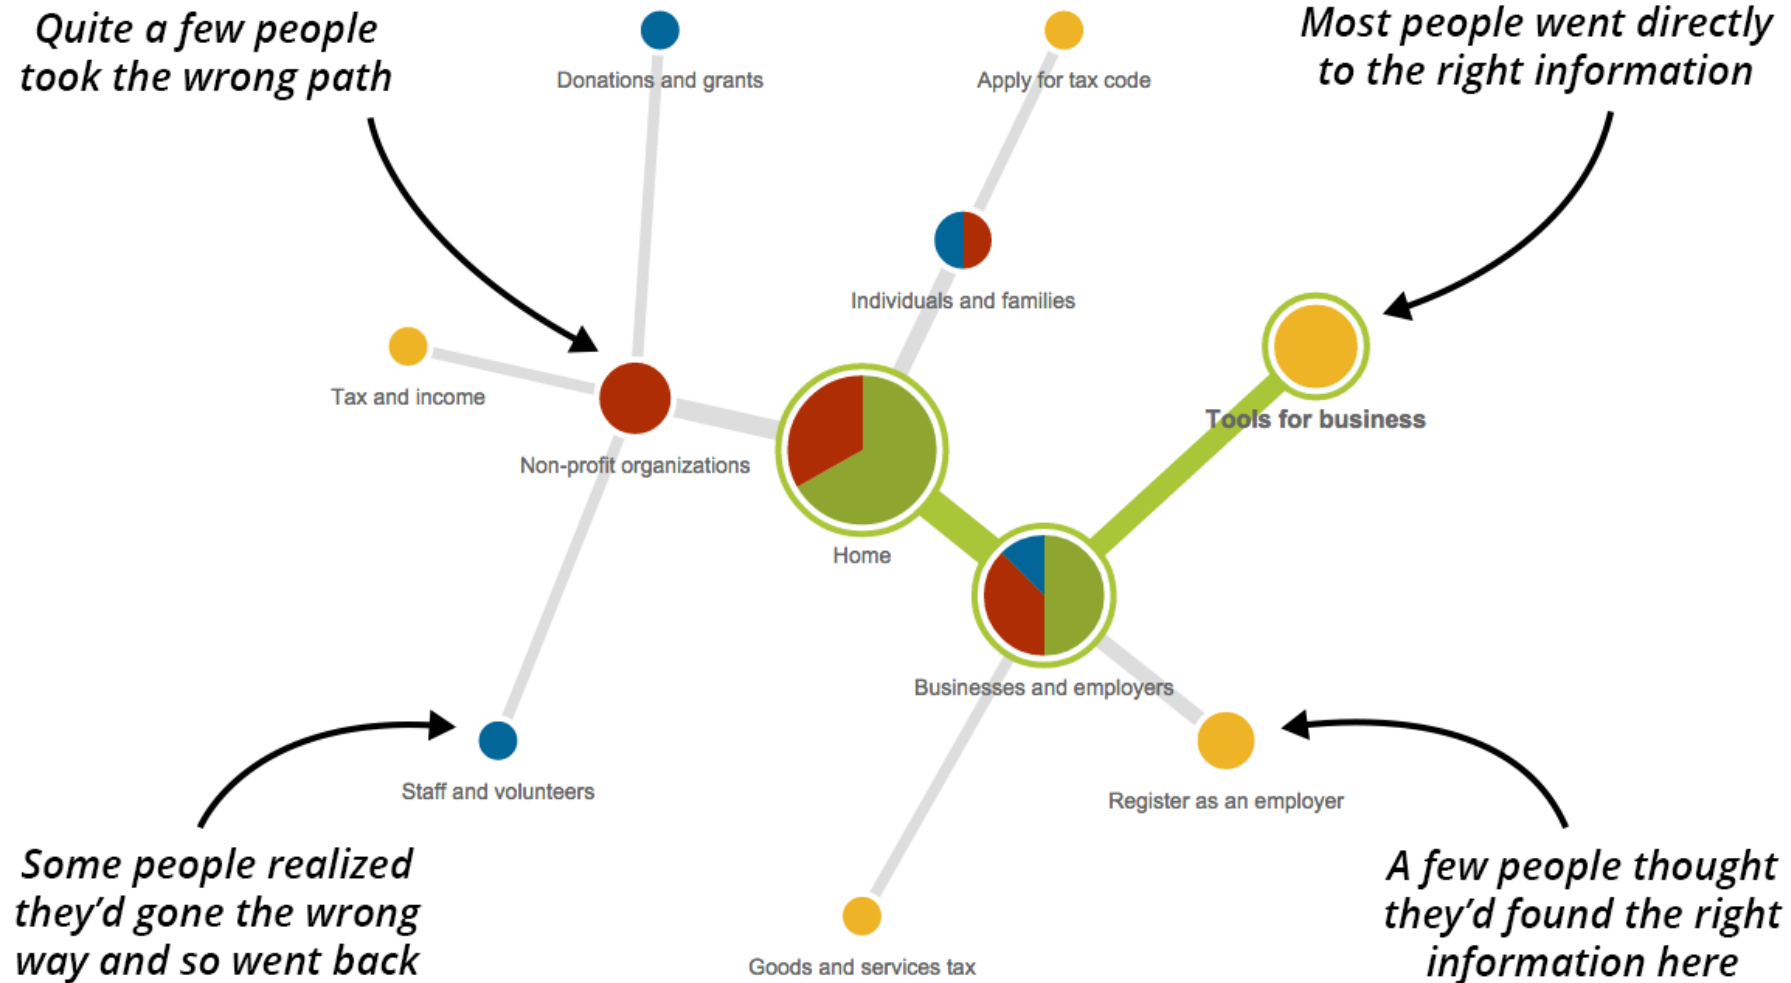 Quite a few people
took the wrong path
Donations and grants
Apply for tax code
Most people went directly
to the right information
Individuals and families
Tax and income
Tools for business
Non-profit organizations
Home
Businesses and employers
Staff and volunteers
Register as an employer
Some people realized
they’d gone the wrong
way and so went back
Goods and services tax
A few people thought
they’d found the right
information here